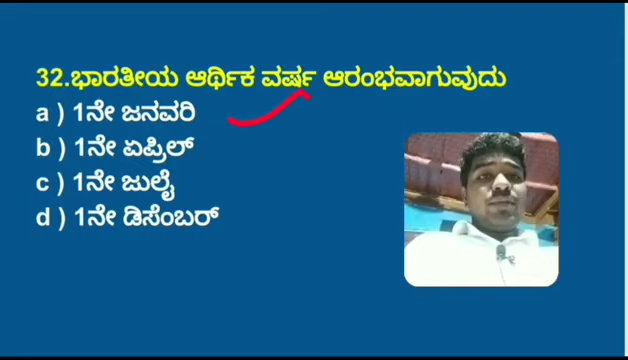 32.ಭಾರತೀಯ ಆರ್ಥಿಕ ವರ್ಷ ಆರಂಭವಾಗುವುದು
a ) 1ನೇ ಜನವರಿ
b ) 1ನೇ ಏಪ್ರಿಲ್
c ) 1ನೇ ಜುಲೈ
d ) 1ನೇ ಡಿಸೆಂಬರ್